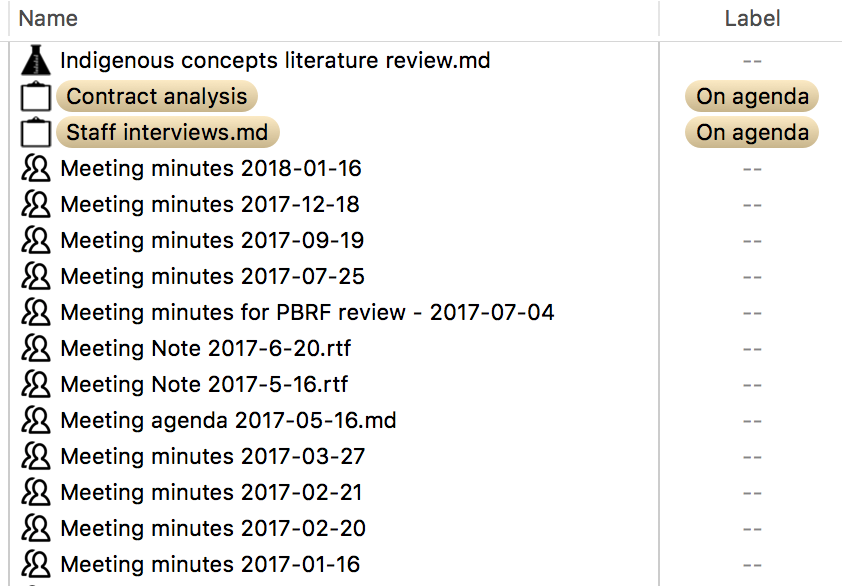 Name Label
Indigenous concepts literature review.md --
Contract analysis On agenda
Staff interviews.md On agenda
Meeting minutes 2018-01-16 --
Meeting minutes 2017-12-18 --
Meeting minutes 2017-09-19 --
Meeting minutes 2017-07-25 --
Meeting minutes for PBRF review - 2017-07-04 --
Meeting Note 2017-6-20.rtf --
Meeting Note 2017-5-16.rtf --
Meeting agenda 2017-05-16.md --
Meeting minutes 2017-03-27 --
Meeting minutes 2017-02-21 --
Meeting minutes 2017-02-20 --
Meeting minutes 2017-01-16 --